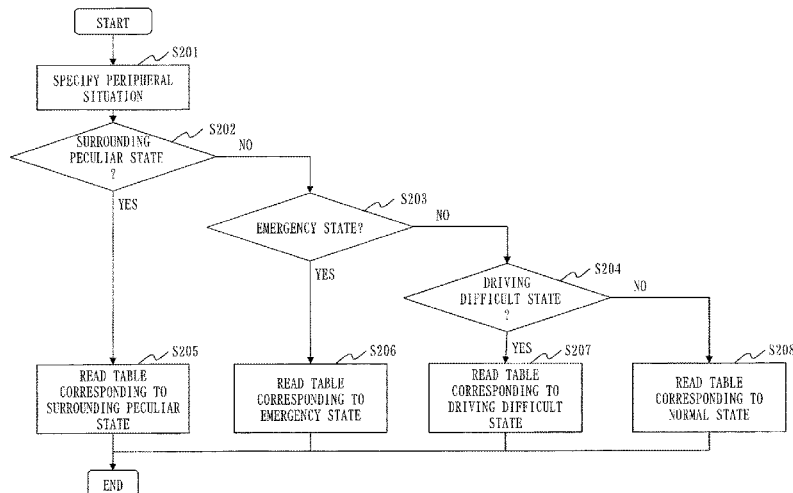 START
S201
SPECIFY PERIPHERAL
SITUATION
S202
SURROUNDING
PECULIAR STATE
?
NO
YES
S203
EMERGENCY STATE?
NO
YES
S204
DRIVING
DIFFICULT STATE
?
NO
YES
S205
READ TABLE
CORRESPONDING TO
SURROUNDING PECULIAR
STATE
S206
READ TABLE
CORRESPONDING TO
EMERGENCY STATE
S207
READ TABLE
CORRESPONDING TO
DRIVING DIFFICULT
STATE
S208
READ TABLE
CORRESPONDING TO
NORMAL STATE
END